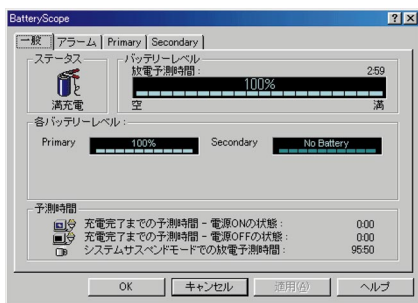 BatteryScope
一般 アラーム Primary Secondary
ステータス バッテリーレベル
放電予測時間： 2:59
100%
満充電 空 満
各バッテリーレベル：
Primary 100% Secondary No Battery
予測時間
充電完了までの予測時間 - 電源ONの状態： 0:00
充電完了までの予測時間 - 電源OFFの状態： 0:00
システムサスペンドモードでの放電予測時間： 95:50
OK キャンセル 適用(A) ヘルプ